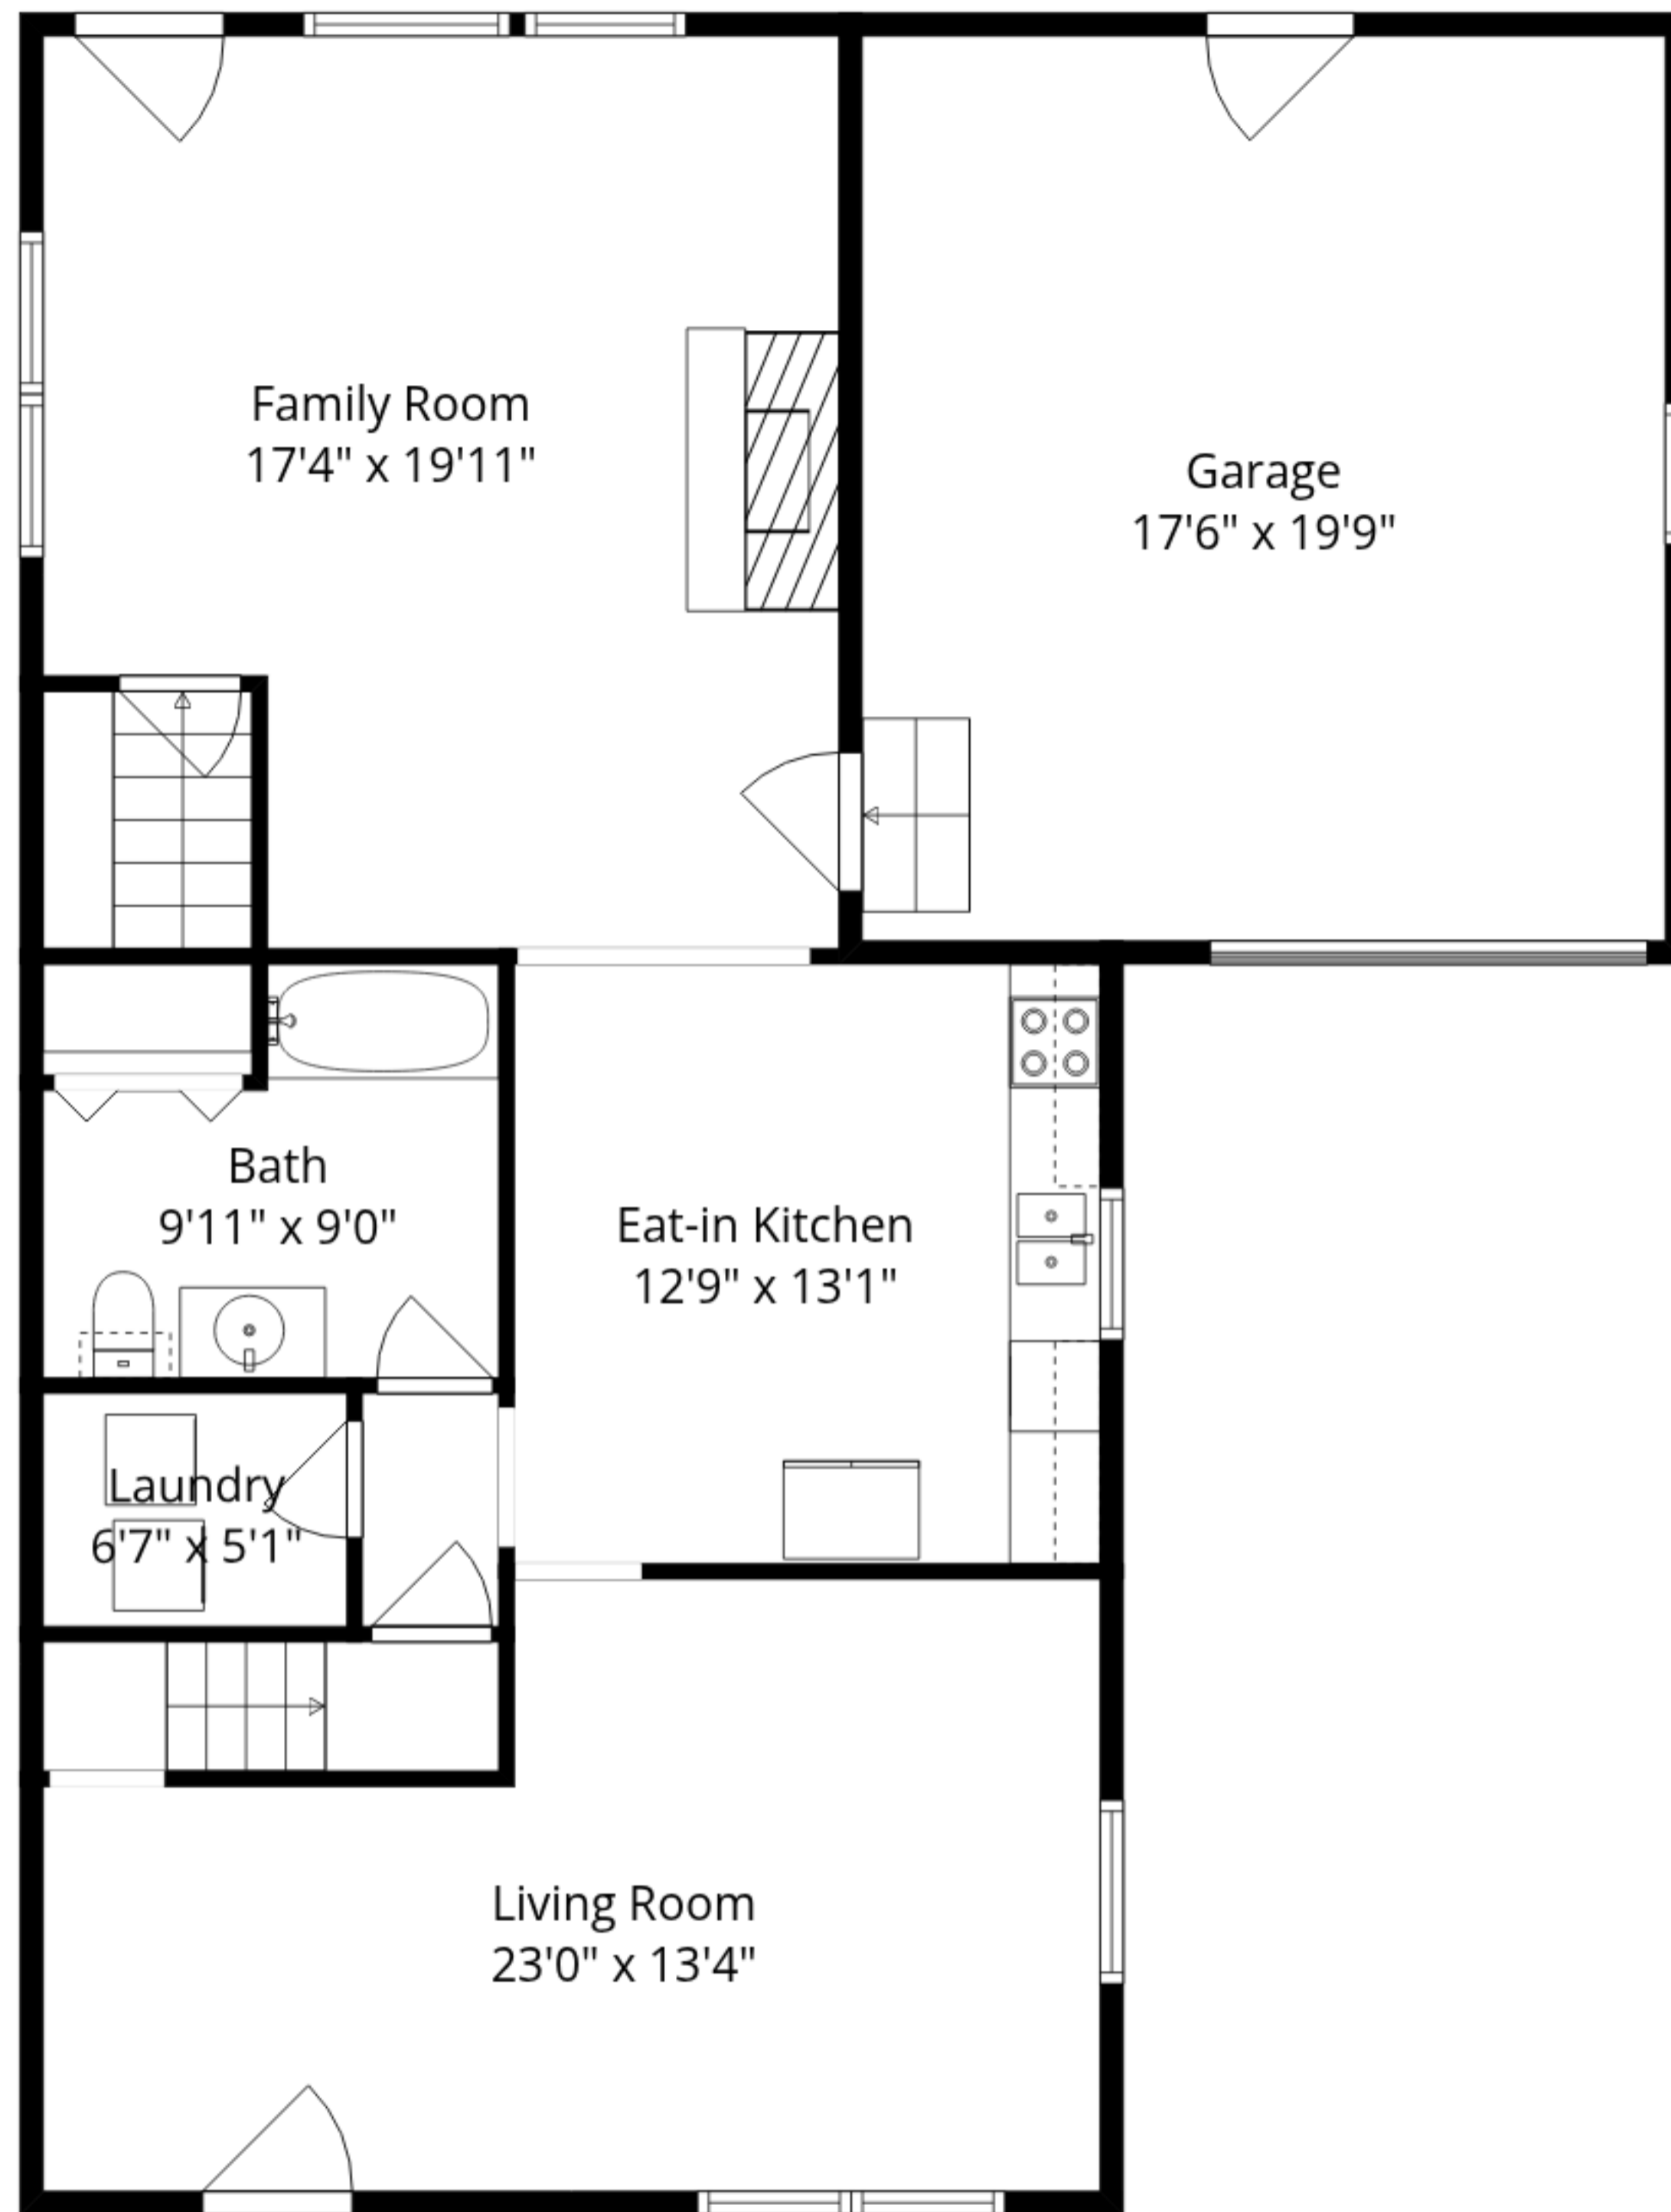 Family Room
17'4" x 19'11"
Garage
17'6" x 19'9"
Bath
9'11" x 9'0"
Eat-in Kitchen
12'9" x 13'1"
Laundry
6'7" x 5'1"
Living Room
23'0" x 13'4"